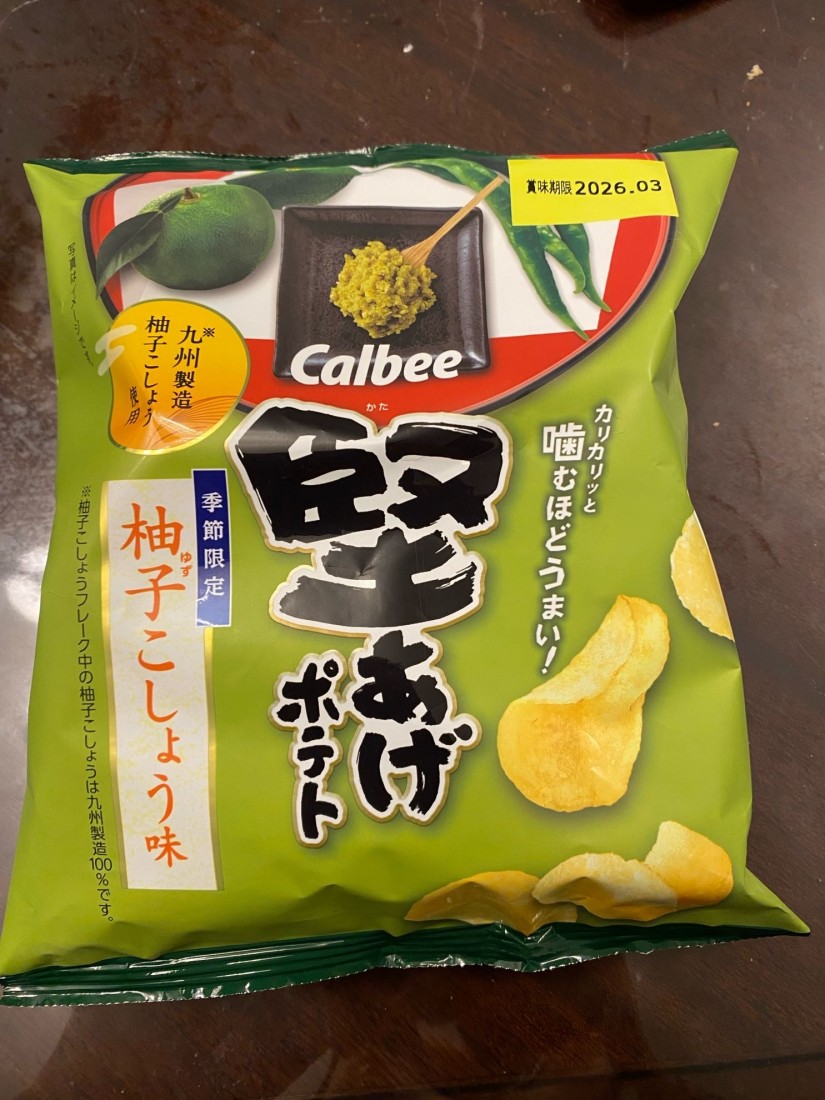 賞味期限 2026.03
写真はイメージです。
※九州製造
柚子こしょう
使用
Calbee
かた
堅あげ
ポテト
カリカリッと
噛むほどうまい!
季節限定
ゆず
柚子こしょう味
※柚子こしょうフレーク中の柚子こしょうは九州製造100%です。